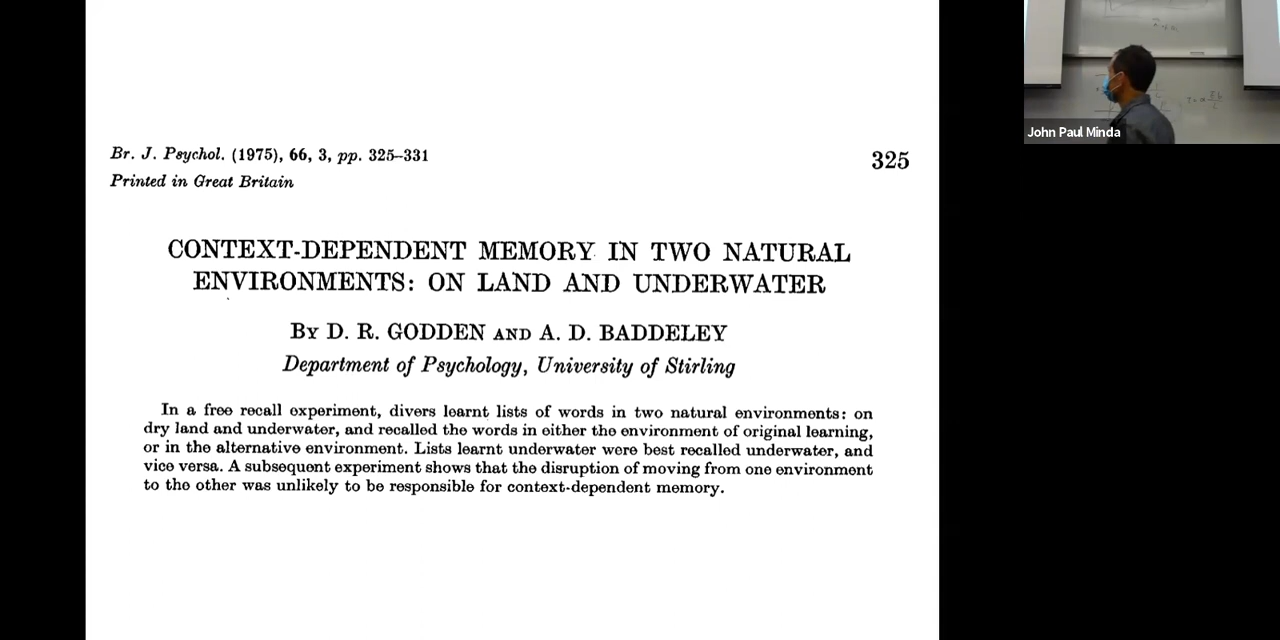 Br. J. Psychol. (1975), 66, 3, pp. 325–331
325
Printed in Great Britain
CONTEXT-DEPENDENT MEMORY IN TWO NATURAL
ENVIRONMENTS: ON LAND AND UNDERWATER
By D. R. GODDEN AND A. D. BADDELEY
Department of Psychology, University of Stirling
In a free recall experiment, divers learnt lists of words in two natural environments: on
dry land and underwater, and recalled the words in either the environment of original learning,
or in the alternative environment. Lists learnt underwater were best recalled underwater, and
vice versa. A subsequent experiment shows that the disruption of moving from one environment
to the other was unlikely to be responsible for context-dependent memory.
John Paul Minda